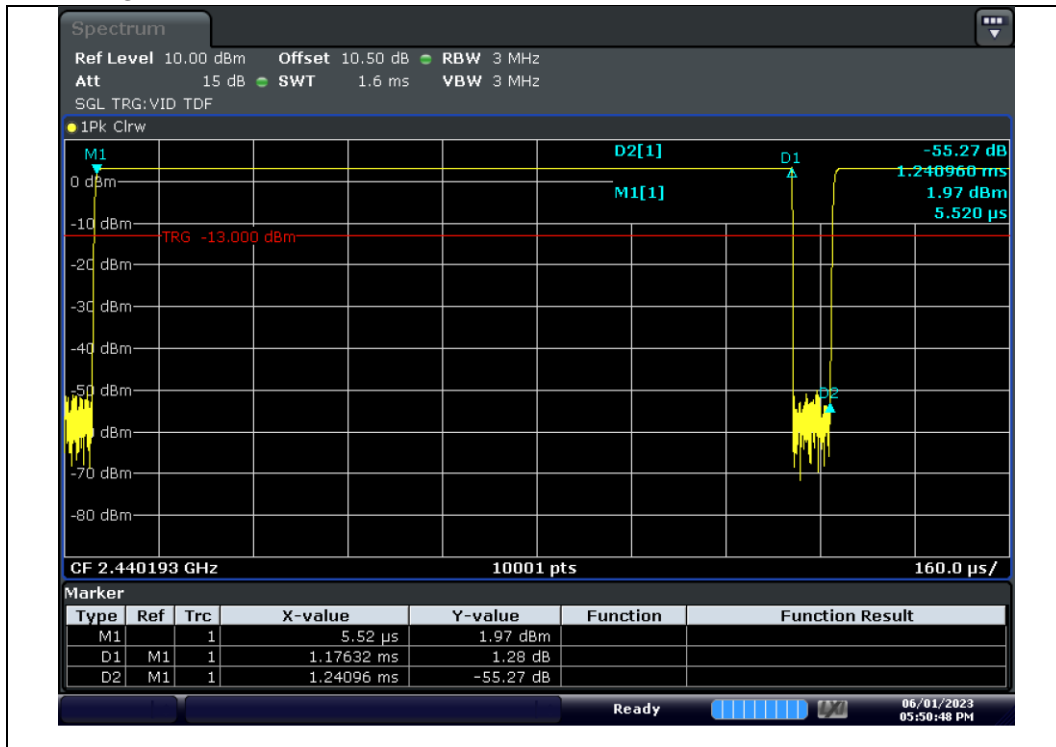 Spectrum
Ref Level 10.00 dBm Offset 10.50 dB RBW 3 MHz
Att 15 dB SWT 1.6 ms VBW 3 MHz
SGL TRG:VID TDF
1Pk Clrw
M1 D2[1] D1 -55.27 dB
1.240960 ms
0 dBm M1[1] 1.97 dBm
5.520 µs
-10 dBm
TRG -13.000 dBm
-20 dBm
-30 dBm
-40 dBm
-50 dBm
D2
dBm
-70 dBm
-80 dBm
CF 2.440193 GHz 10001 pts 160.0 µs/
Marker
Type Ref Trc X-value Y-value Function Function Result
M1 1 5.52 µs 1.97 dBm
D1 M1 1 1.17632 ms 1.28 dB
D2 M1 1 1.24096 ms -55.27 dB
Ready 06/01/2023
05:50:48 PM